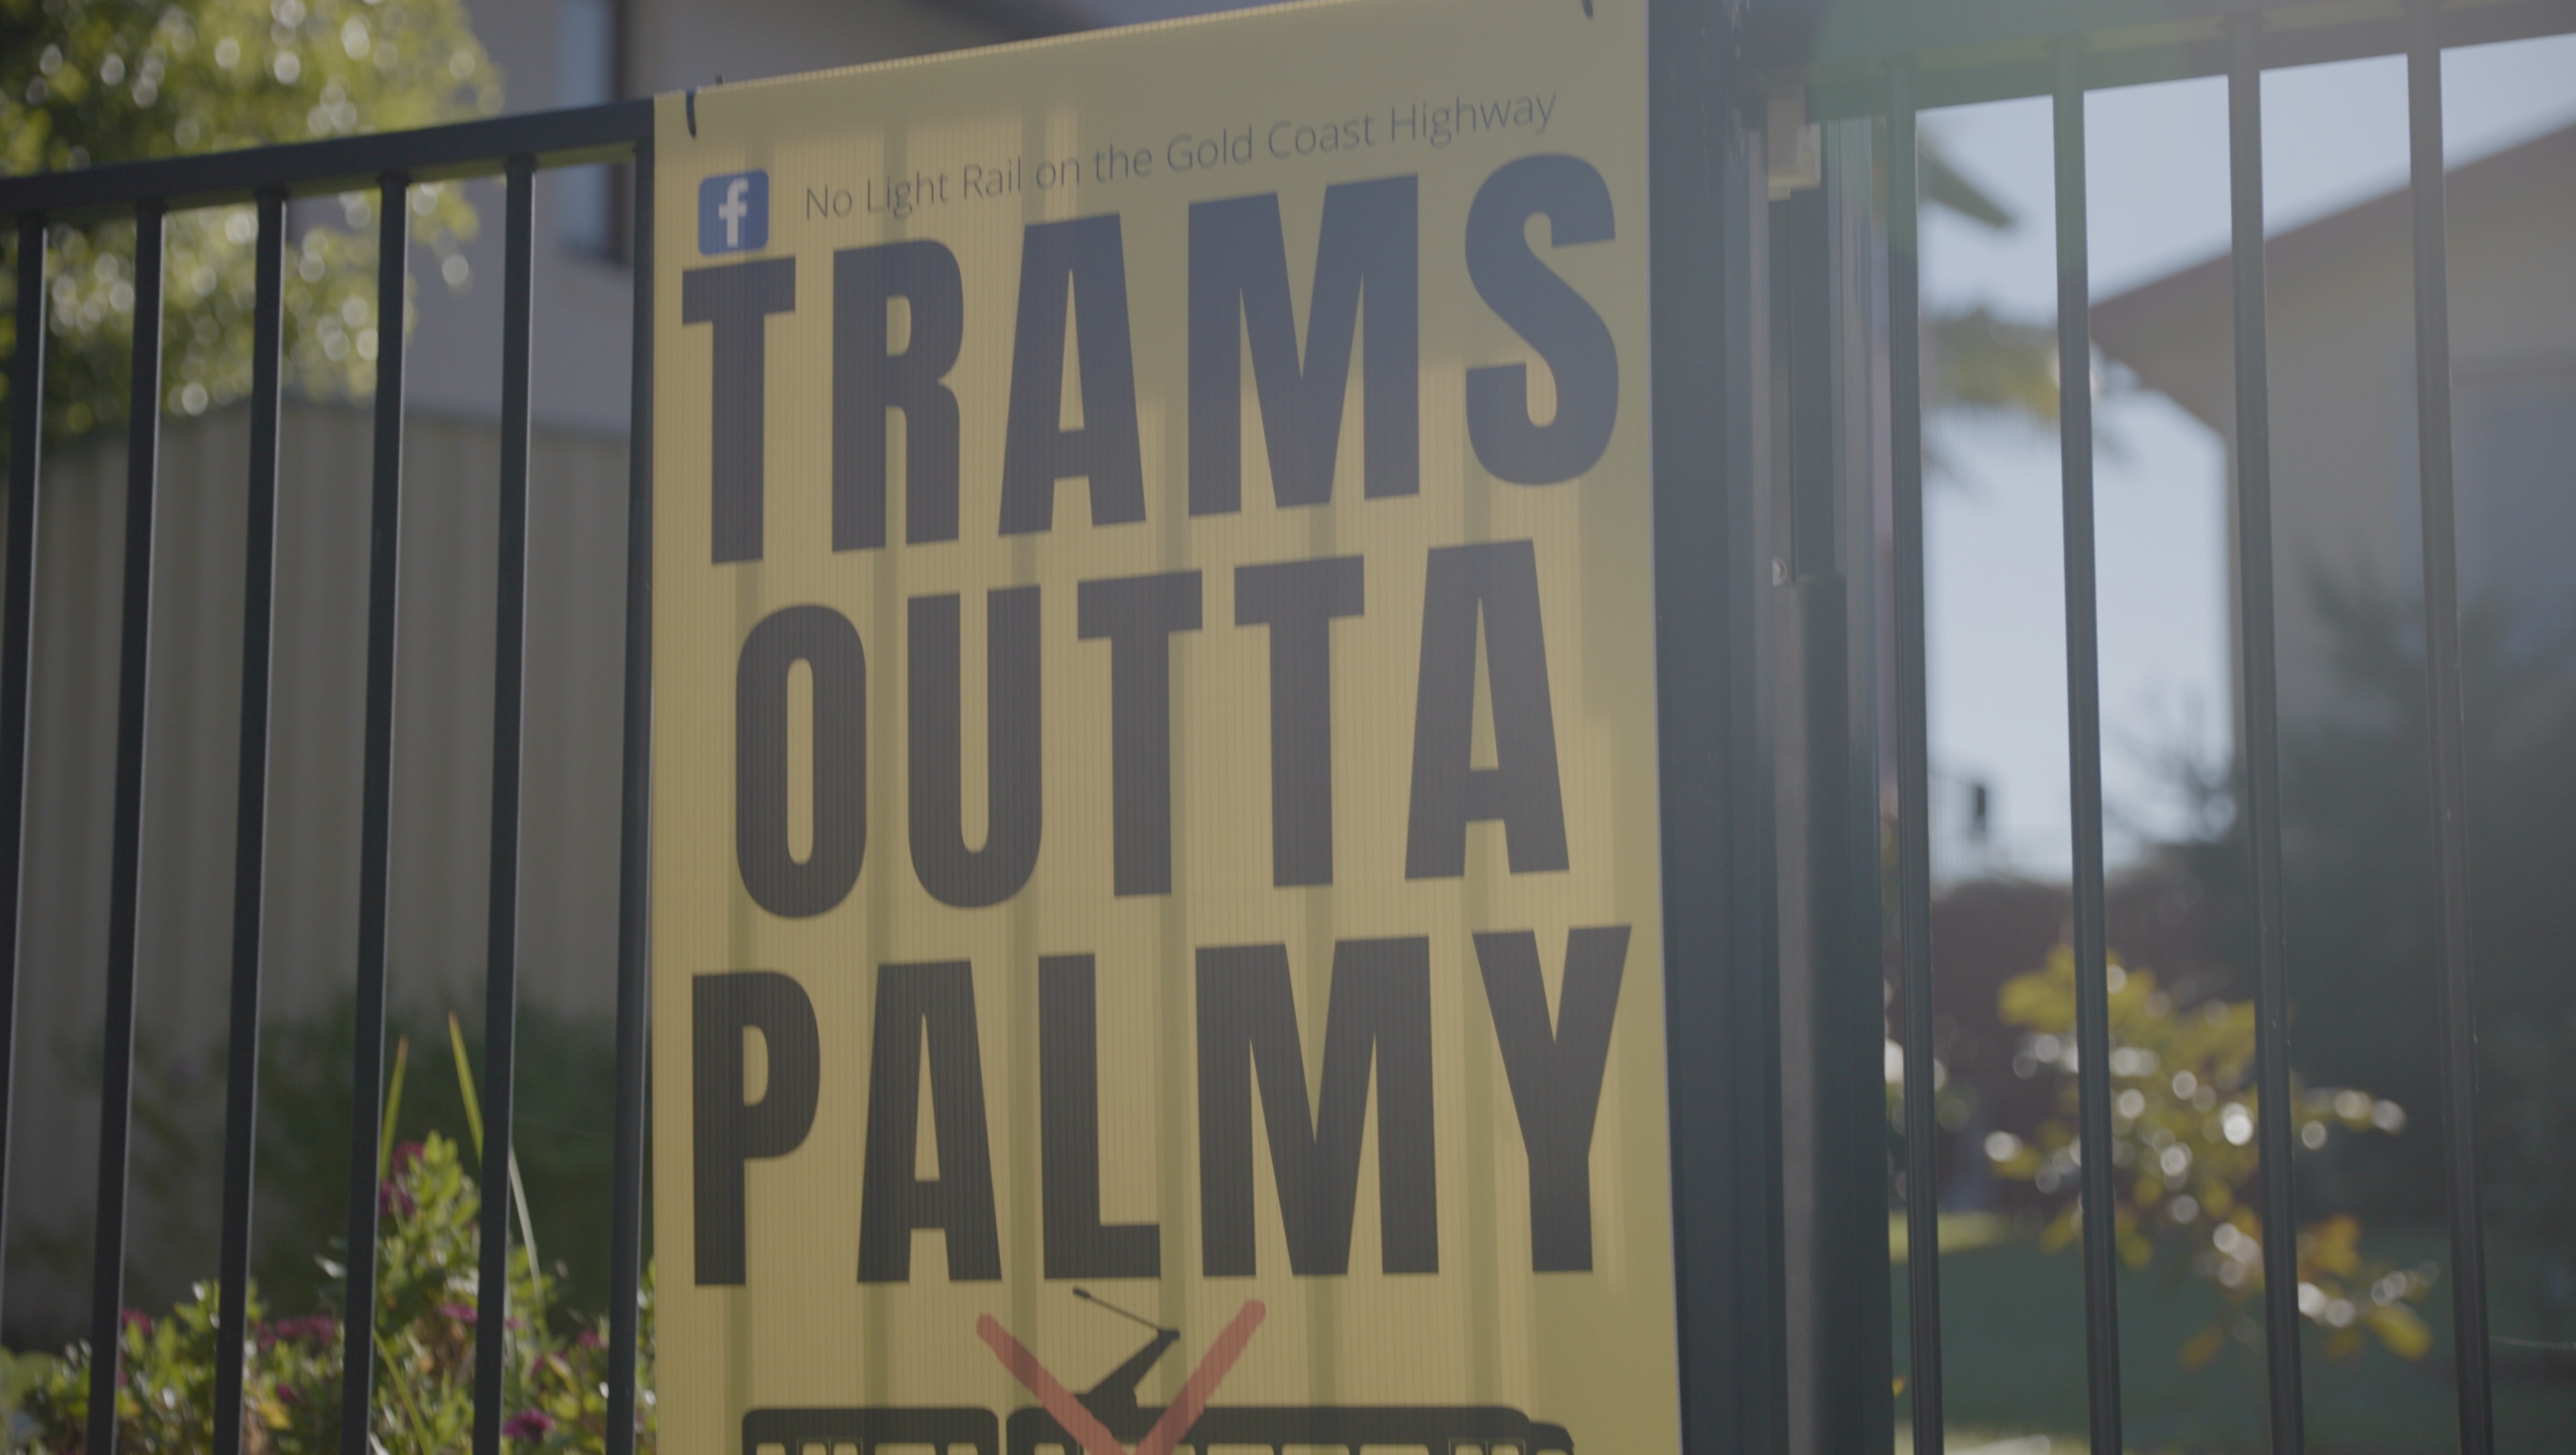 f No Light Rail on the Gold Coast Highway
TRAMS
OUTTA
PALMY